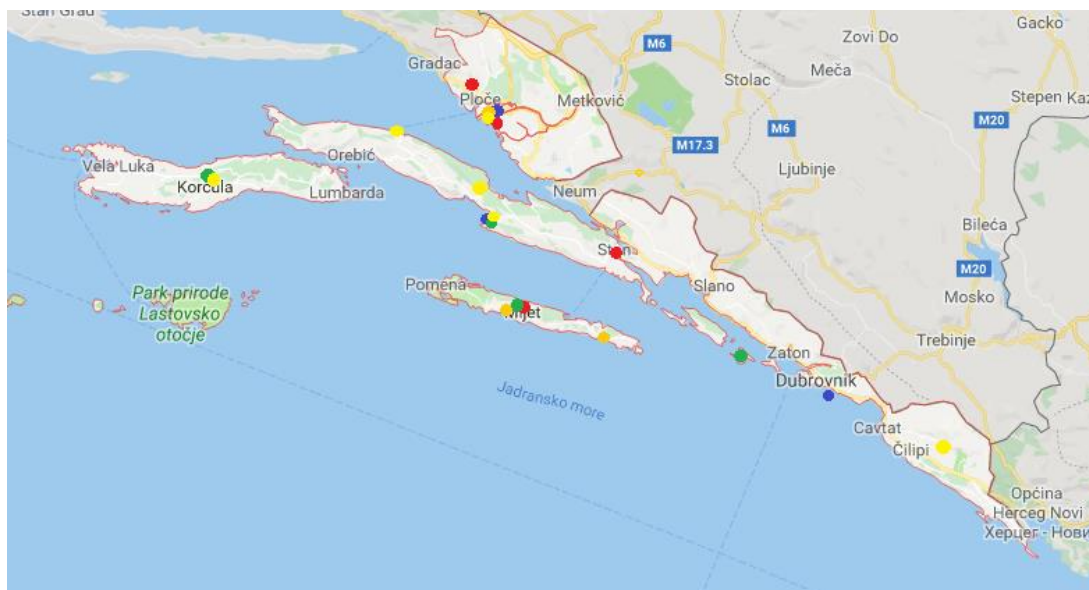 Stari Grad
Gacko
M6
Zovi Do
Gradac
Stolac
Meča
Ploče
Metković
Stepen Kaz
M6
M20
Orebić
M17.3
Vela Luka
Ljubinje
Korčula
Lumbarda
Neum
Bileća
Ston
M20
Pomena
Slano
Mosko
Park prirode
Lastovsko
otočje
Mljet
Trebinje
Zaton
Dubrovnik
Jadransko more
Cavtat
Čilipi
Općina
Herceg Novi
Херцег - Нови